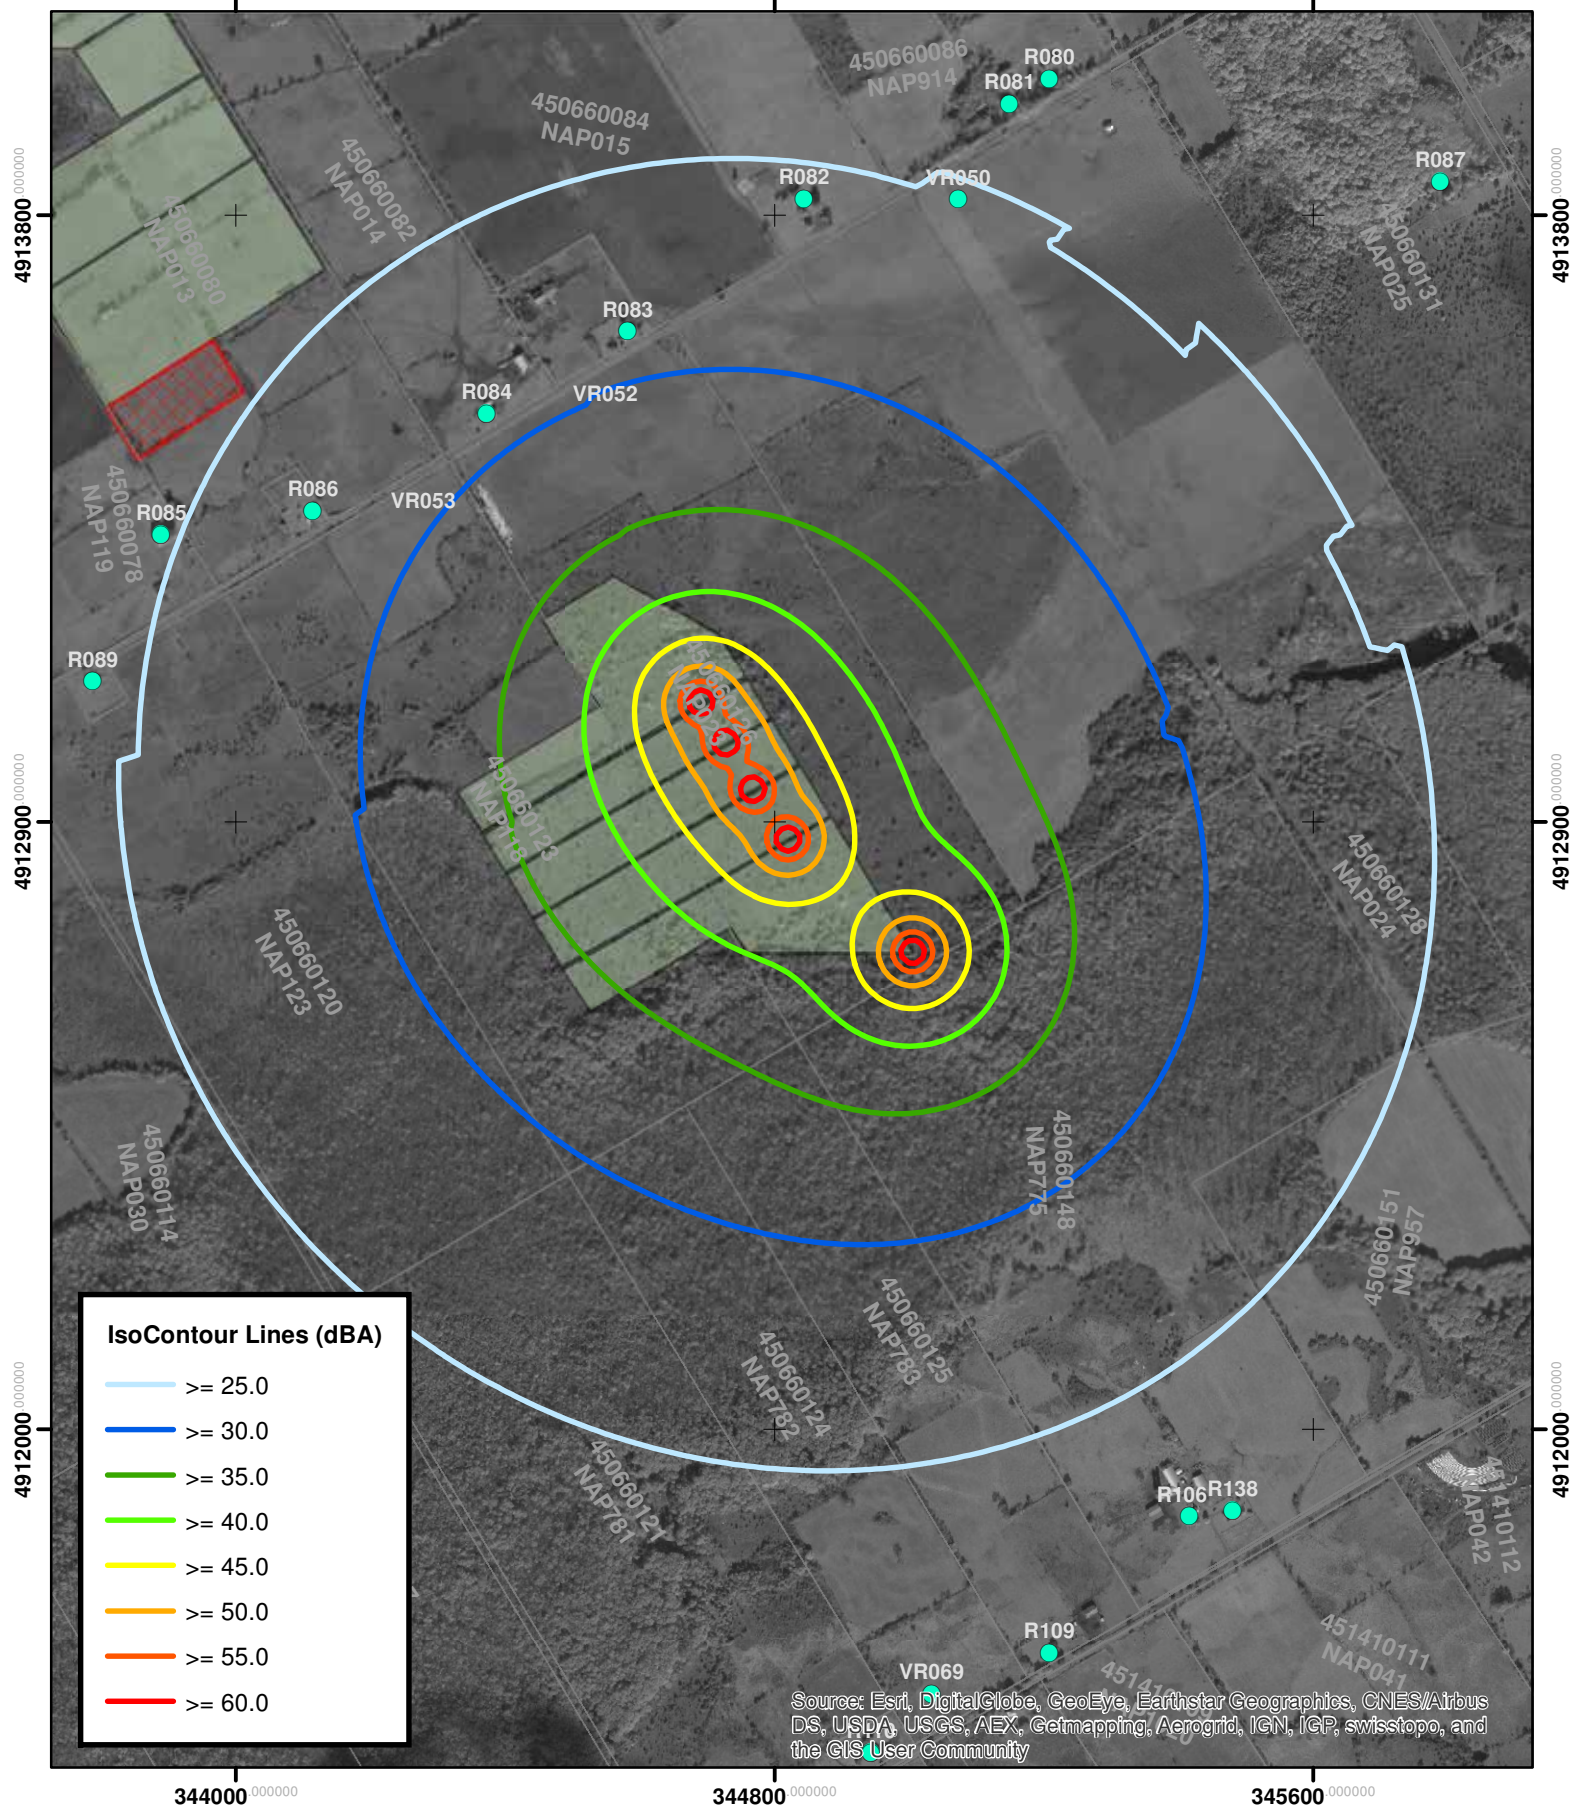 450660086
NAP914
R080
R081
450660084
NAP015
R087
R082
VR050
450660082
NAP014
450660080
NAP013
450660131
NAP025
4913800.000000
4913800.000000
R083
R084
VR052
R086
VR053
R085
450660078
NAP119
R089
450660126
450660123
NAP118
4912900.000000
4912900.000000
450660128
NAP024
450660120
NAP123
450660114
NAP030
450660148
NAP775
450660151
NAP957
450660125
NAP783
450660124
NAP782
450660121
NAP781
4912000.000000
4912000.000000
R106
R138
451410112
NAP042
R109
451410111
NAP041
VR069
IsoContour Lines (dBA)
>= 25.0
>= 30.0
>= 35.0
>= 40.0
>= 45.0
>= 50.0
>= 55.0
>= 60.0
Source: Esri, DigitalGlobe, GeoEye, Earthstar Geographics, CNES/Airbus
DS, USDA, USGS, AEX, Getmapping, Aerogrid, IGN, IGP, swisstopo, and
the GIS User Community
344000.000000
344800.000000
345600.000000